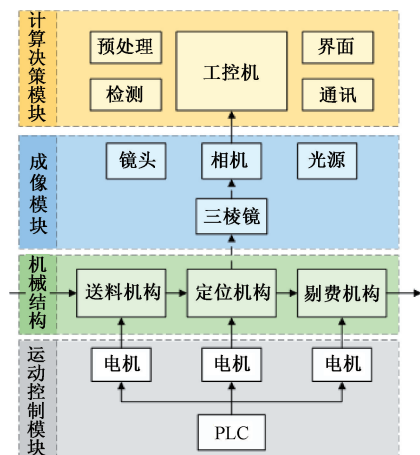 计算决策模块
预处理
工控机
界面
检测
通讯
成像模块
镜头
相机
光源
三棱镜
机械结构
送料机构
定位机构
剔费机构
运动控制模块
电机
电机
电机
PLC